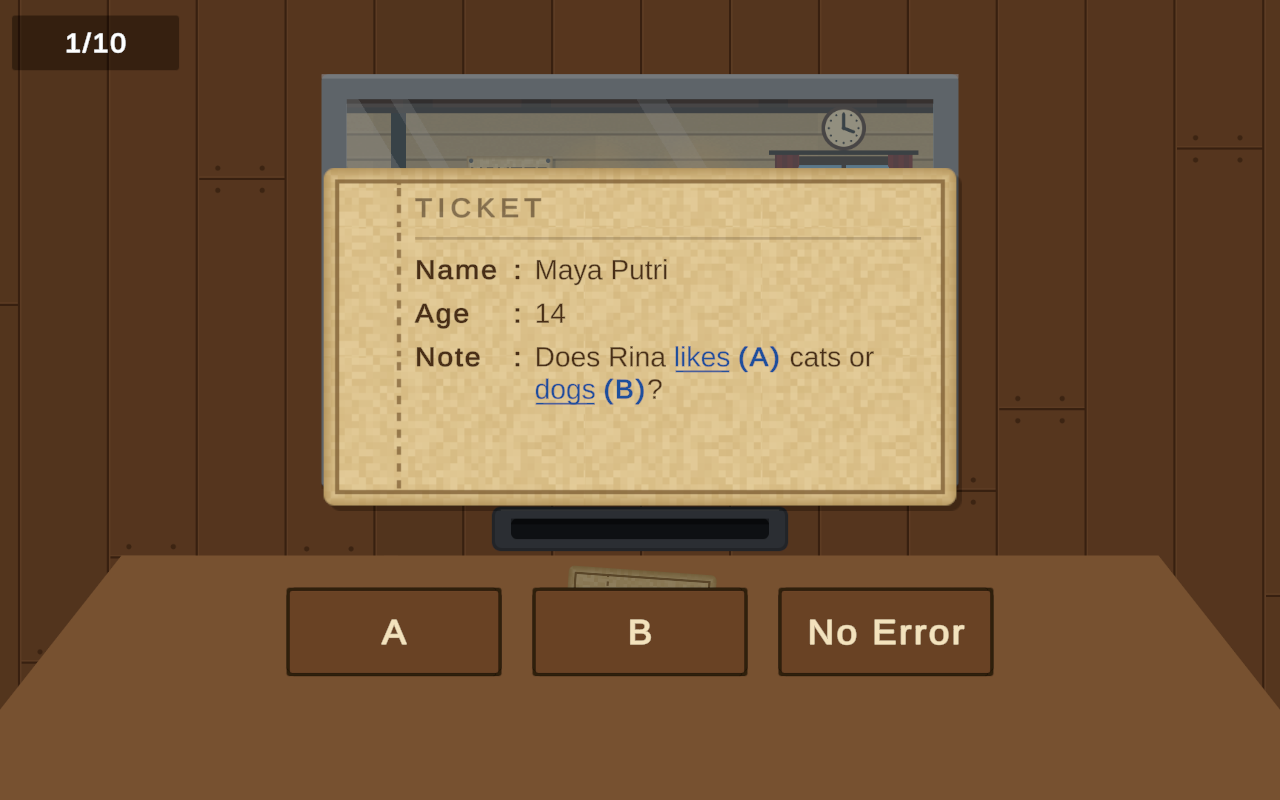 1/10
TICKET
Name : Maya Putri
Age : 14
Note : Does Rina likes (A) cats or
dogs (B)?
A
B
No Error